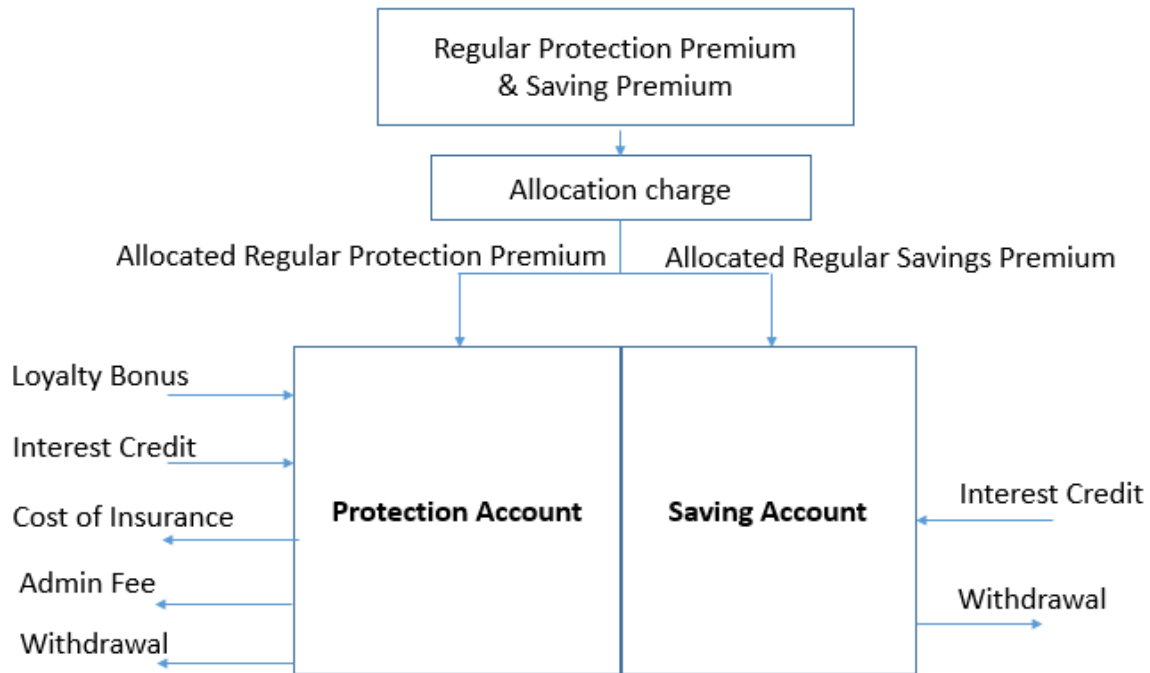 Regular Protection Premium
& Saving Premium
Allocation charge
Allocated Regular Protection Premium
Allocated Regular Savings Premium
Loyalty Bonus
Interest Credit
Cost of Insurance
Admin Fee
Withdrawal
Protection Account
Saving Account
Interest Credit
Withdrawal